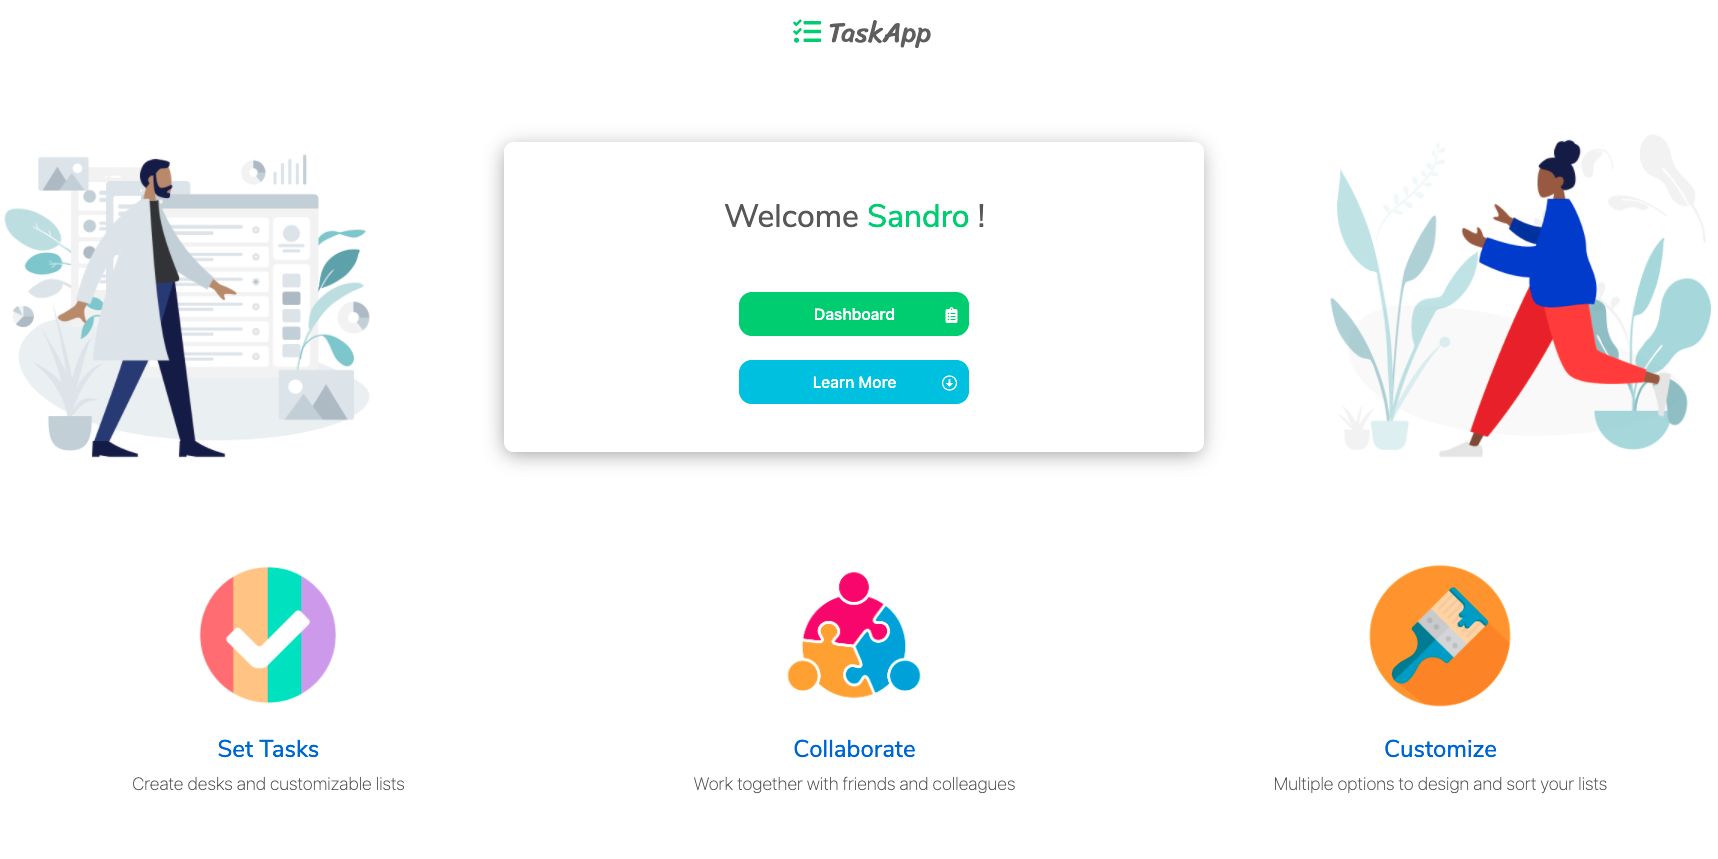 TaskApp
Welcome Sandro !
Dashboard
Learn More
Set Tasks
Create desks and customizable lists
Collaborate
Work together with friends and colleagues
Customize
Multiple options to design and sort your lists